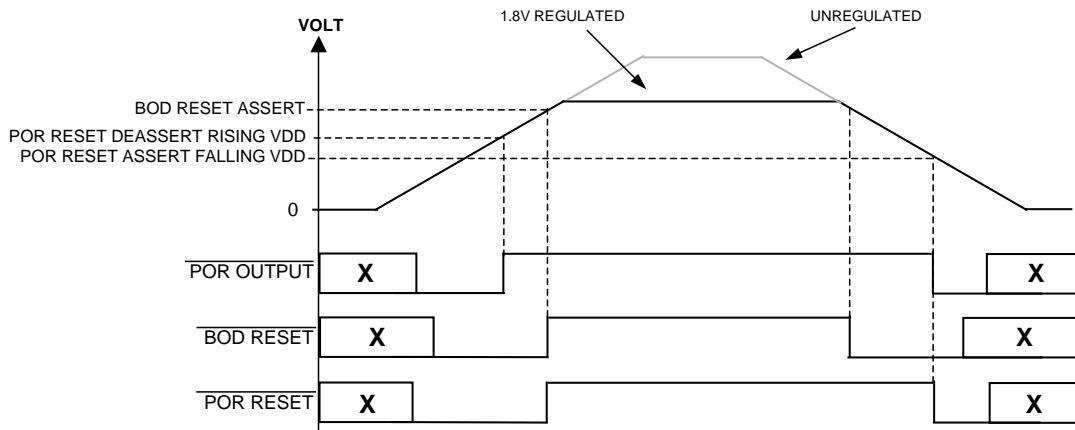 1.8V REGULATED
UNREGULATED
VOLT
BOD RESET ASSERT
POR RESET DEASSERT RISING VDD
POR RESET ASSERT FALLING VDD
0
POR OUTPUT
X
X
BOD RESET
X
X
POR RESET
X
X